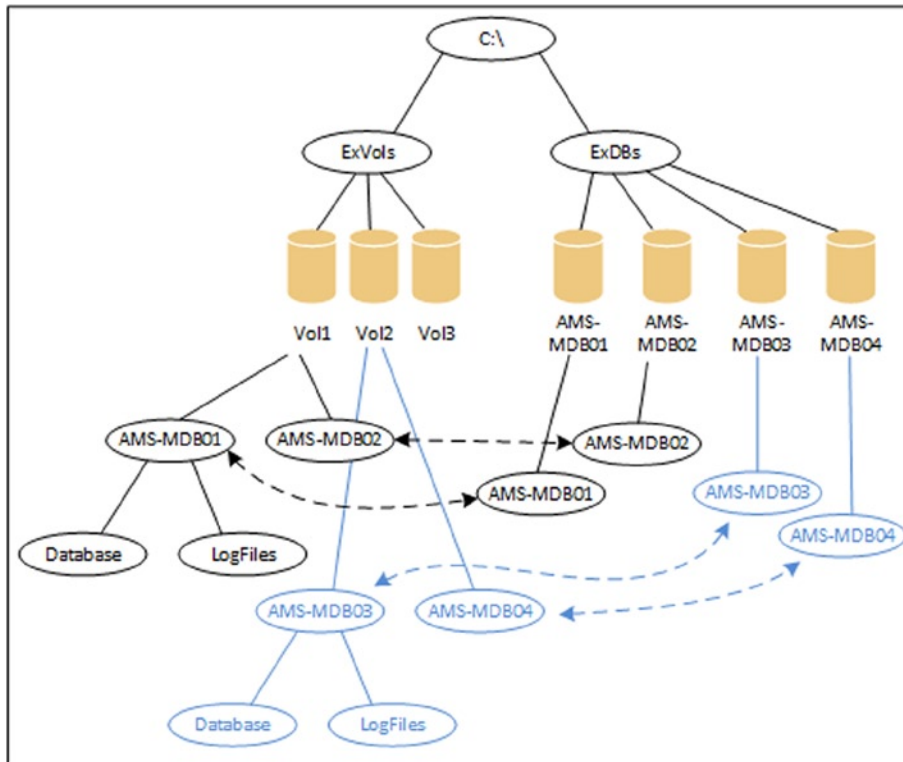 C:\
ExVols
ExDBs
Vol1
Vol2
Vol3
AMS-
MDB01
AMS-
MDB02
AMS-
MDB03
AMS-
MDB04
AMS-MDB01
AMS-MDB02
AMS-MDB02
AMS-MDB01
AMS-MDB03
AMS-MDB04
Database
LogFiles
AMS-MDB03
AMS-MDB04
Database
LogFiles